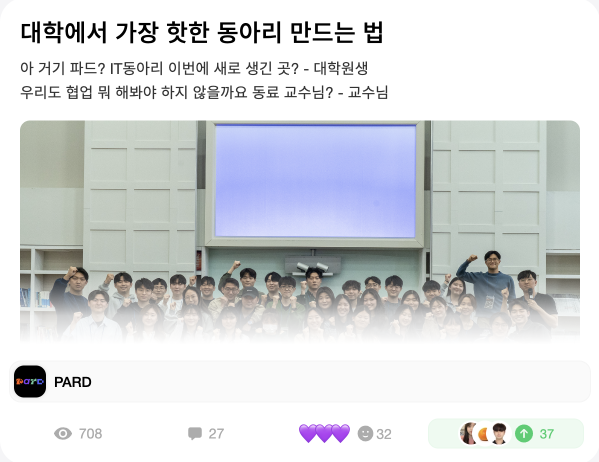 대학에서 가장 핫한 동아리 만드는 법
아 거기 파드? IT동아리 이번에 새로 생긴 곳? - 대학원생
우리도 협업 뭐 해봐야 하지 않을까요 동료 교수님? - 교수님
PARD
PARD
708
27
32
37